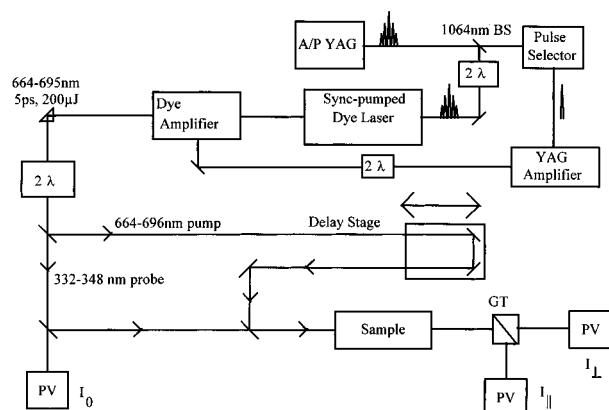 1064nm BS
A/P YAG
Pulse
Selector
2 λ
664-695nm
5ps, 200μJ
Dye
Amplifier
Sync-pumped
Dye Laser
2 λ
YAG
Amplifier
2 λ
664-696nm pump
Delay Stage
332-348 nm probe
GT
Sample
PV
I⊥
PV
I0
PV
I||